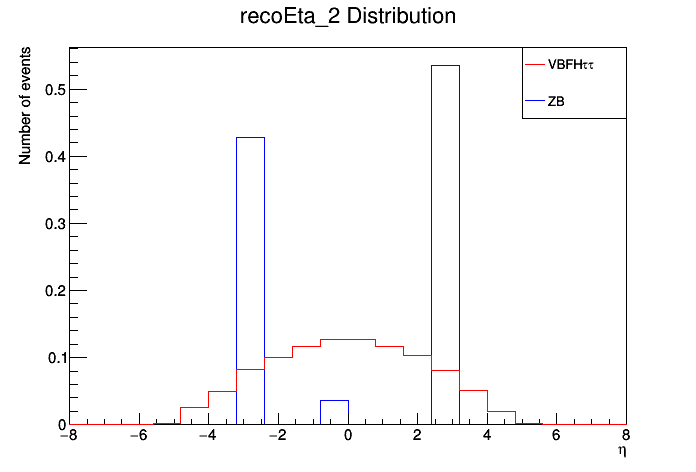 recoEta_2 Distribution
Number of events
0.5
0.4
0.3
0.2
0.1
0
−8 −6 −4 −2 0 2 4 6 8
η
VBFHττ
ZB